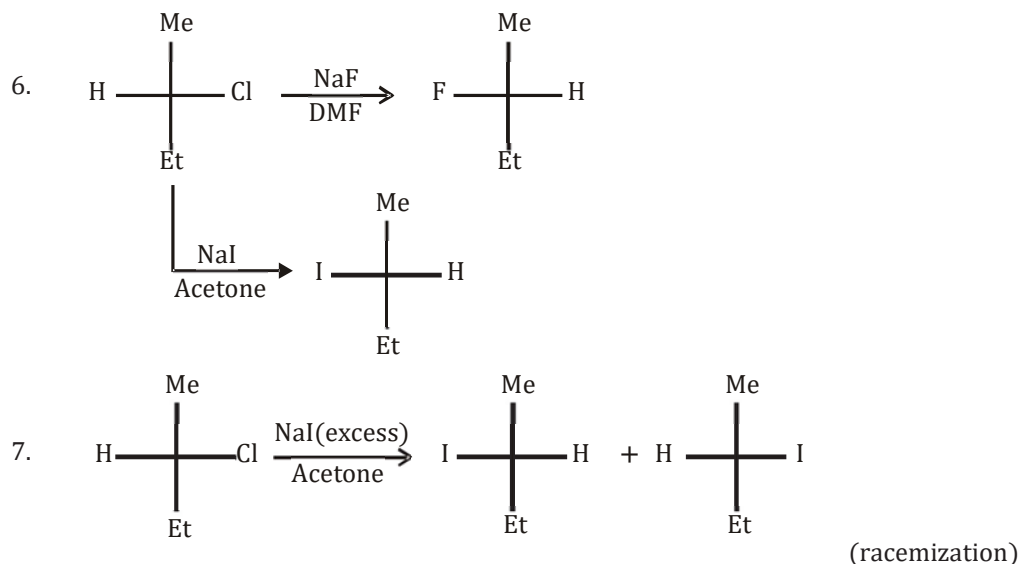 Me
6. H Cl NaF F H
DMF
Et Et
Me
NaI I H
Acetone
Et
Me Me Me
7. H Cl NaI(excess) I H + H I
Acetone
Et Et Et
(racemization)